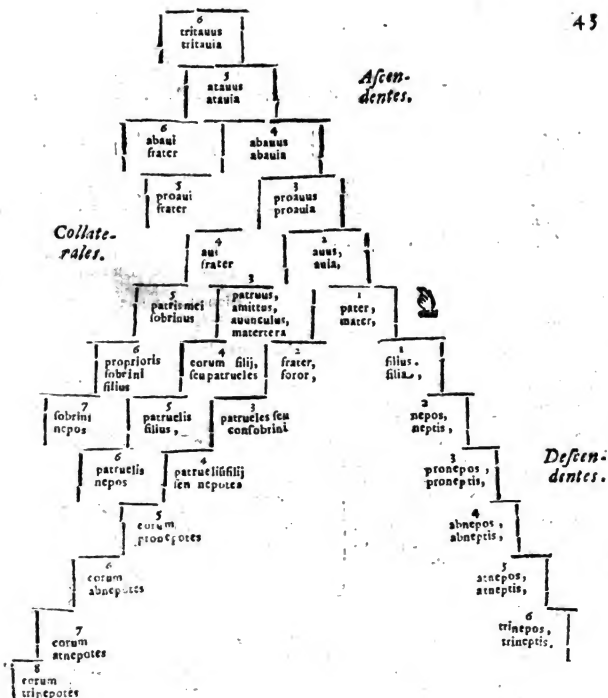 43
6
tritauus
tritauia
5
atauus
atauia
Aſcen-
dentes.
6
abaui
frater
4
abauus
abauia
5
proaui
frater
3
proauus
proauia
Collate-
rales.
4
aui
frater
2
auus,
auia,
5
patris mei
ſobrinus
3
patruus,
amittus,
auunculus,
matertera
1
pater,
mater,
6
proprioris
ſobrini
filius
4
eorum filij,
ſeu patrueles
2
frater,
ſoror,
1
filius.
filia,
7
ſobrini
nepos
5
patruelis
filius,
3
patrueles ſeu
conſobrini
2
nepos,
neptis,
6
patruelis
nepos
4
patruelis filij
ſeu nepotes
3
pronepos,
proneptis,
Deſcen-
dentes.
5
eorum
pronepotes
4
abnepos,
abneptis,
6
eorum
abnepotes
5
atnepos,
atneptis,
7
eorum
atnepotes
6
trinepos,
trineptis.
8
eorum
trinepotes